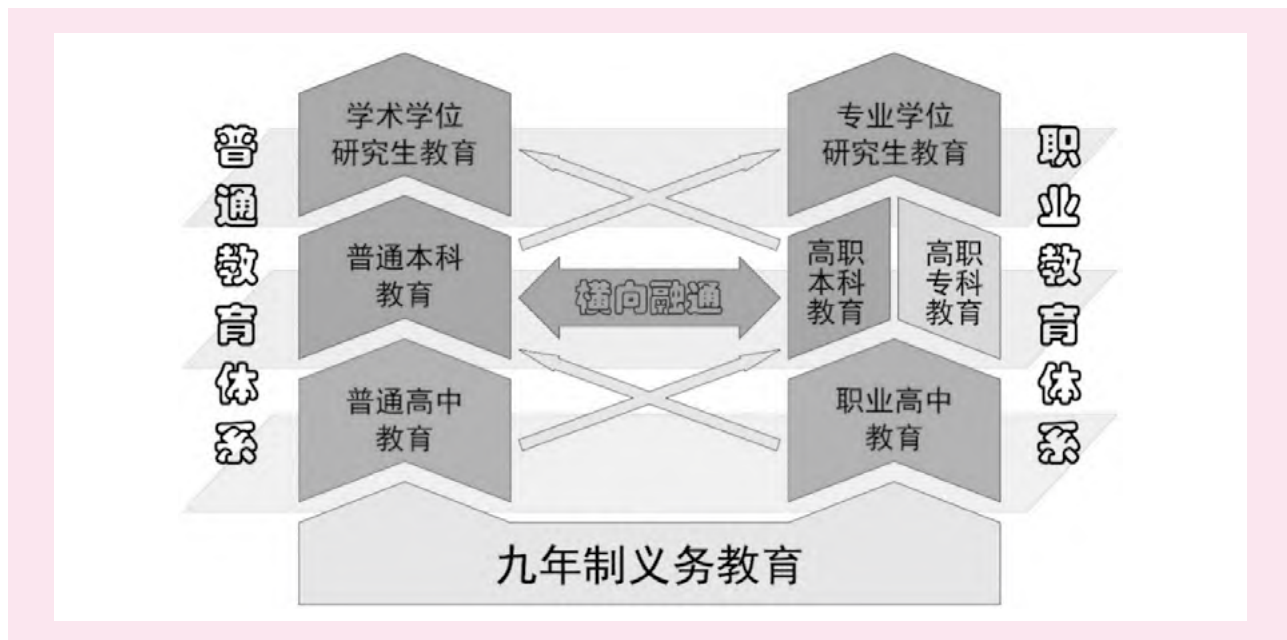 普通教育体系
学术学位
研究生教育
专业学位
研究生教育
职业教育体系
普通本科
教育
横向融通
高职
本科
教育
高职
专科
教育
普通高中
教育
职业高中
教育
九年制义务教育